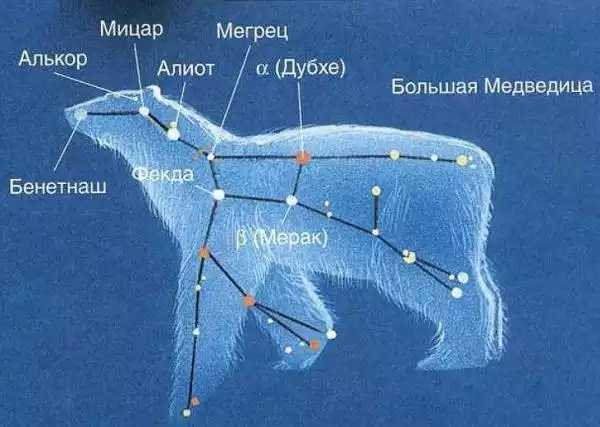 Мицар
Мегрец
Алькор
Алиот
α (Дубхе)
Большая Медведица
Бенетнаш
Фекда
β (Мерак)